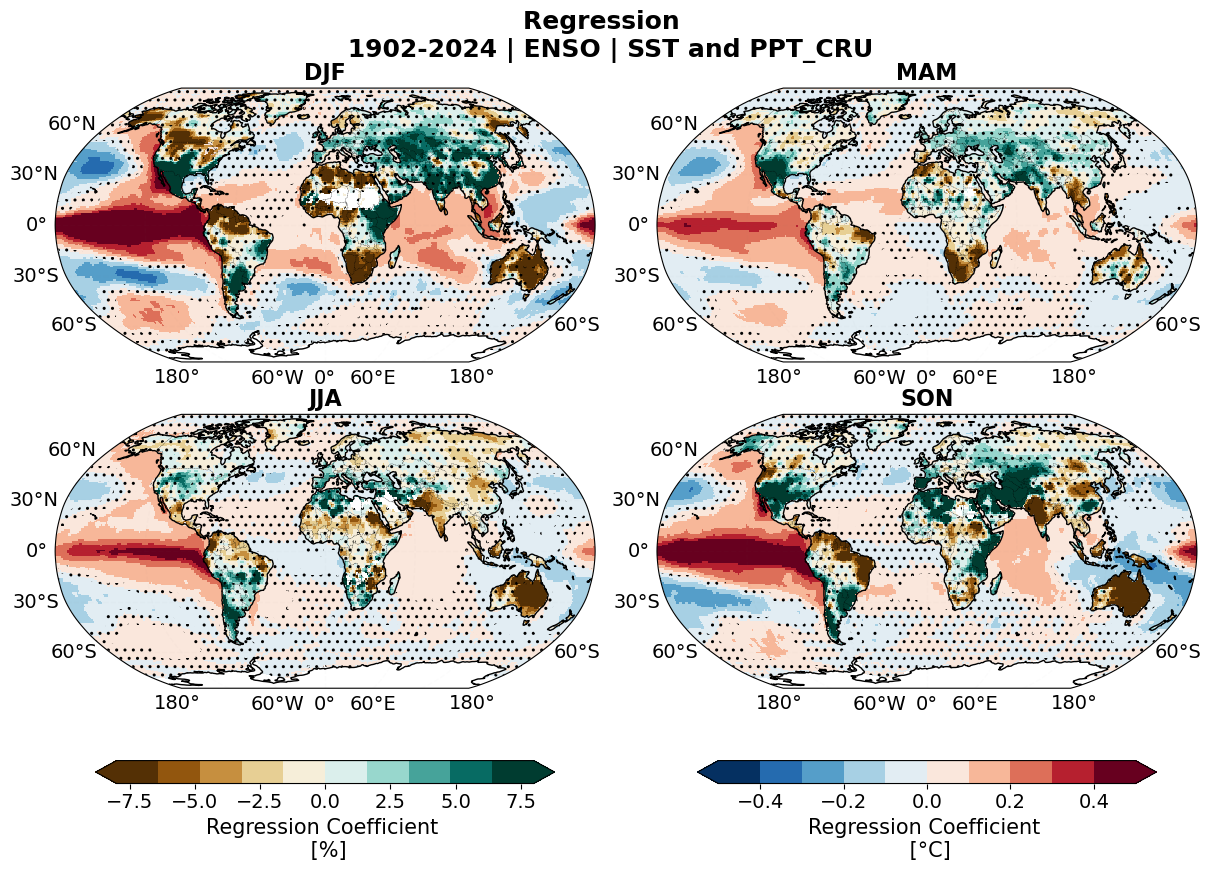 Regression
1902-2024 | ENSO | SST and PPT_CRU
DJF
MAM
60°N
30°N
0°
30°S
60°S
60°S
180°
60°W
0°
60°E
180°
60°N
30°N
0°
30°S
60°S
60°S
180°
60°W
0°
60°E
180°
JJA
SON
60°N
30°N
0°
30°S
60°S
60°S
180°
60°W
0°
60°E
180°
60°N
30°N
0°
30°S
60°S
60°S
180°
60°W
0°
60°E
180°
−7.5 −5.0 −2.5 0.0 2.5 5.0 7.5
Regression Coefficient
[%]
−0.4 −0.2 0.0 0.2 0.4
Regression Coefficient
[°C]